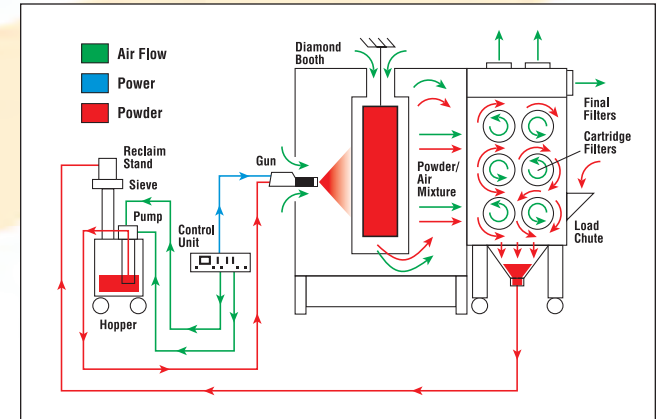 Air Flow
Power
Powder
Diamond
Booth
Final
Filters
Cartridge
Filters
Powder/
Air
Mixture
Load
Chute
Gun
Reclaim
Stand
Sieve
Pump
Control
Unit
Hopper